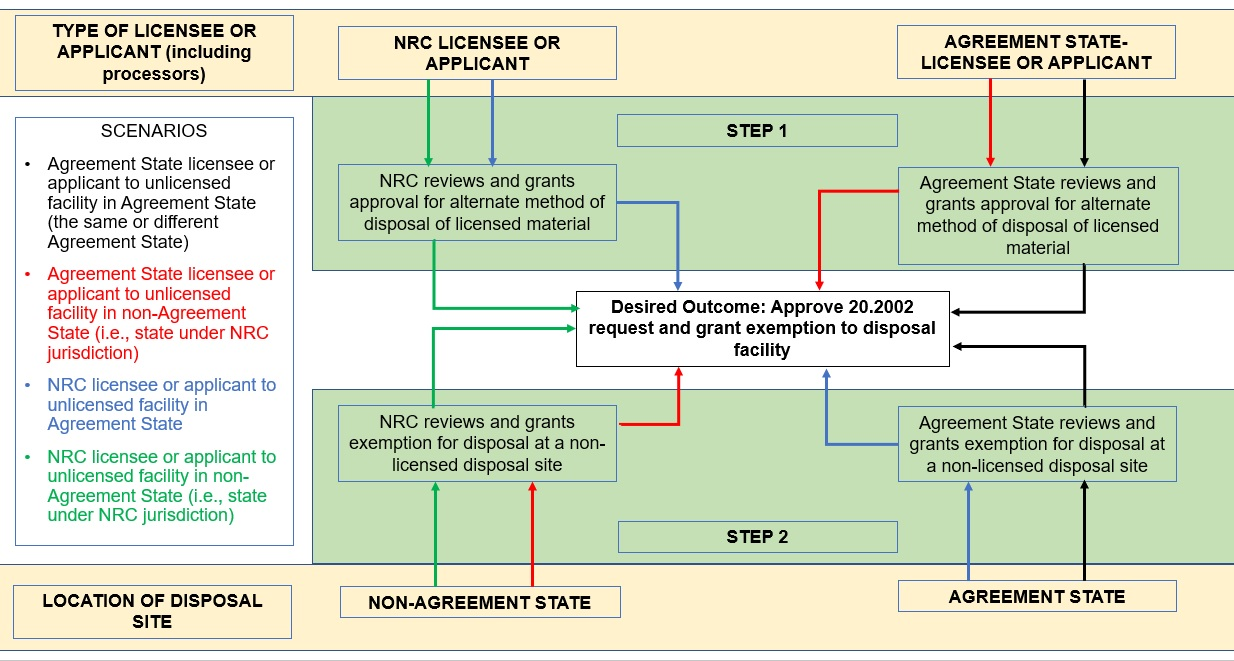 TYPE OF LICENSEE OR
APPLICANT (including
processors)
NRC LICENSEE OR
APPLICANT
AGREEMENT STATE-
LICENSEE OR APPLICANT
SCENARIOS
• Agreement State licensee or
applicant to unlicensed
facility in Agreement State
(the same or different
Agreement State)
• Agreement State licensee or
applicant to unlicensed
facility in non-Agreement
State (i.e., state under NRC
jurisdiction)
• NRC licensee or applicant to
unlicensed facility in
Agreement State
• NRC licensee or applicant to
unlicensed facility in non-
Agreement State (i.e., state
under NRC jurisdiction)
STEP 1
NRC reviews and grants
approval for alternate method of
disposal of licensed material
Agreement State reviews and
grants approval for alternate
method of disposal of licensed
material
Desired Outcome: Approve 20.2002
request and grant exemption to disposal
facility
NRC reviews and grants
exemption for disposal at a non-
licensed disposal site
Agreement State reviews and
grants exemption for disposal at
a non-licensed disposal site
STEP 2
LOCATION OF DISPOSAL
SITE
NON-AGREEMENT STATE
AGREEMENT STATE